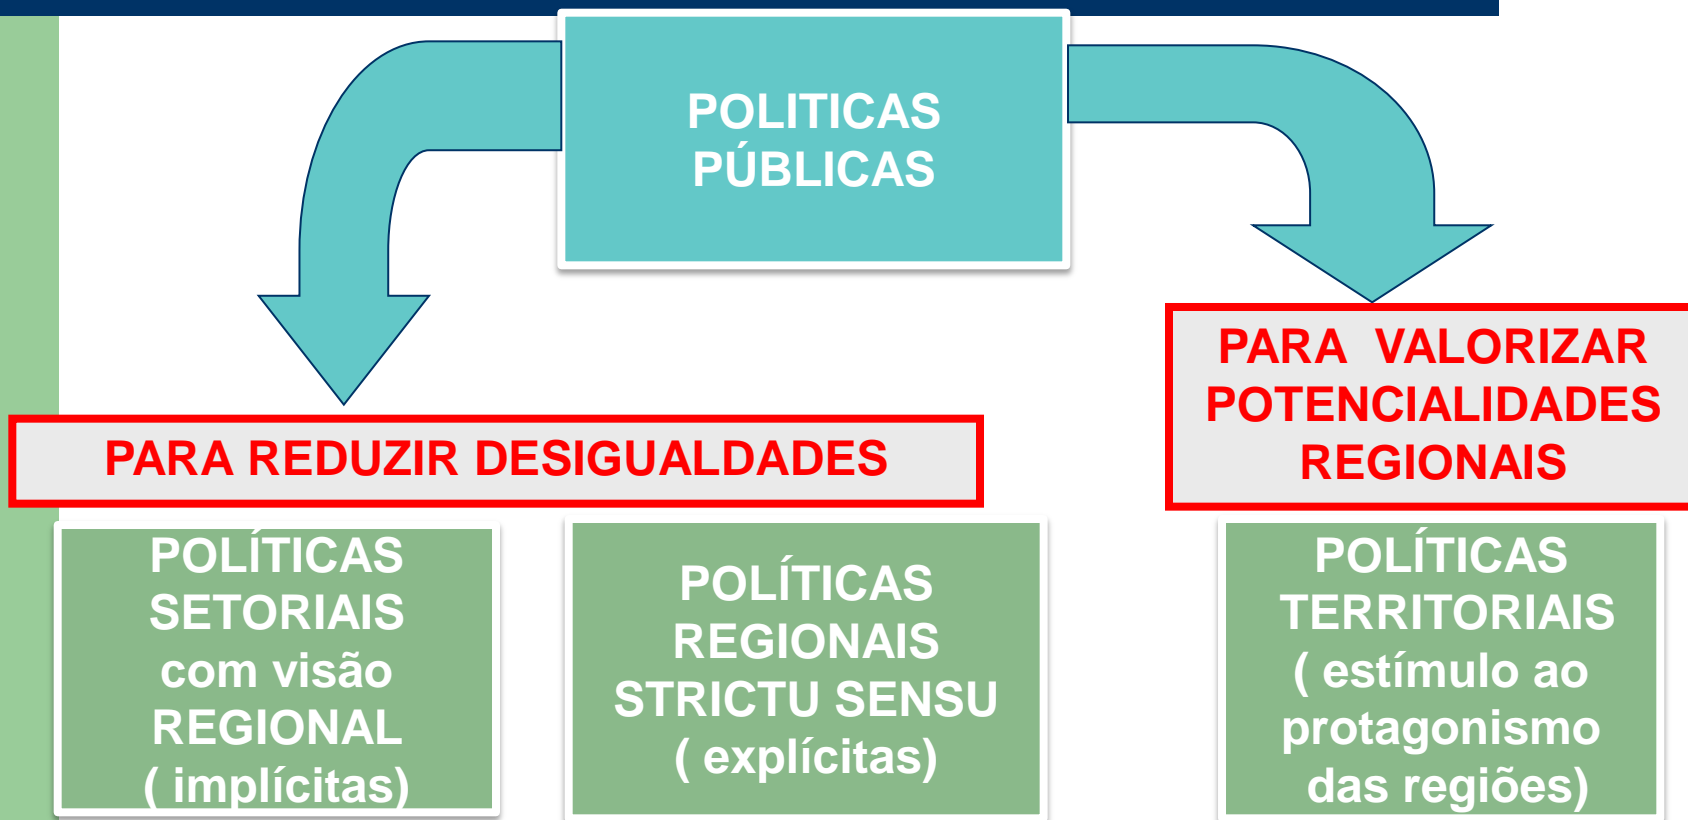 POLITICAS
PÚBLICAS
PARA VALORIZAR
POTENCIALIDADES
REGIONAIS
PARA REDUZIR DESIGUALDADES
POLÍTICAS
SETORIAIS
com visão
REGIONAL
( implícitas)
POLÍTICAS
REGIONAIS
STRICTU SENSU
( explícitas)
POLÍTICAS
TERRITORIAIS
( estímulo ao
protagonismo
das regiões)